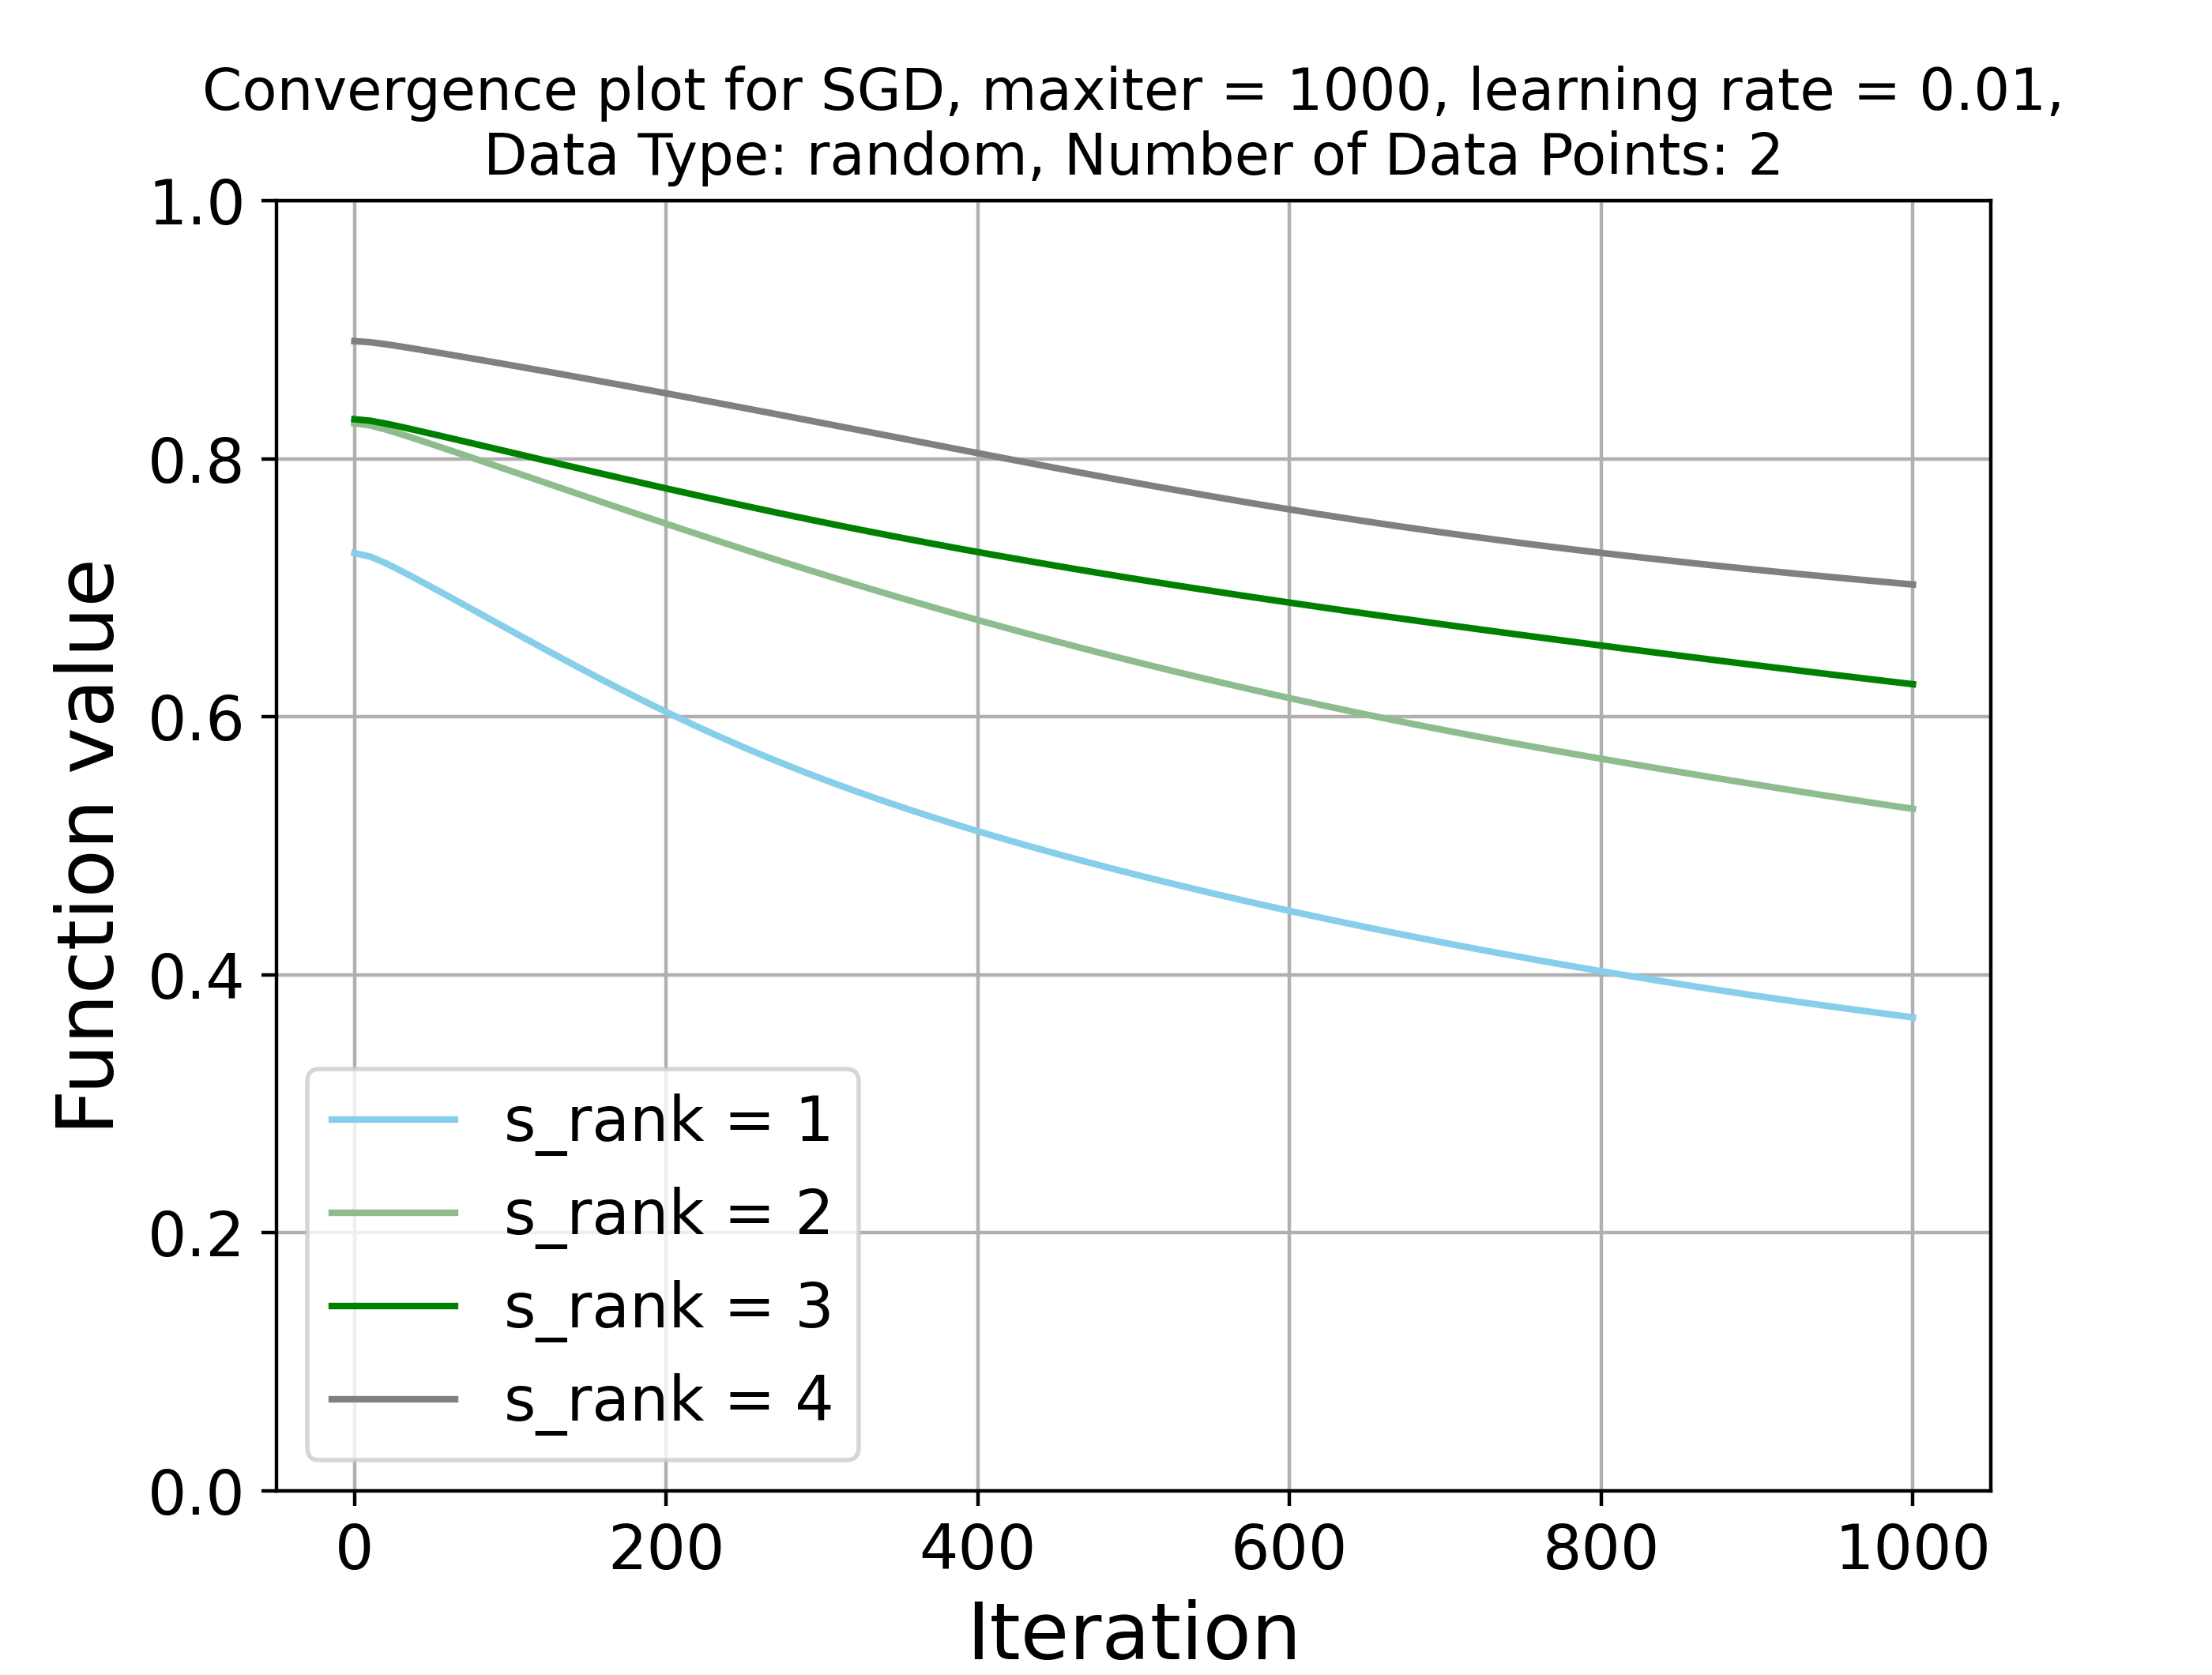 Convergence plot for SGD, maxiter = 1000, learning rate = 0.01,
Data Type: random, Number of Data Points: 2
1.0
0.8
0.6
0.4
0.2
0.0
Function value
s_rank = 1
s_rank = 2
s_rank = 3
s_rank = 4
0 200 400 600 800 1000
Iteration